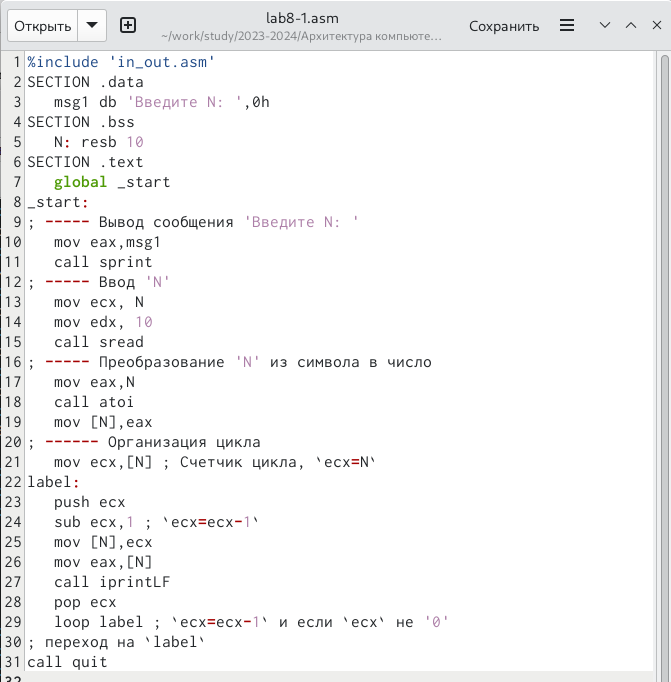 Открыть
lab8-1.asm
~/work/study/2023-2024/Архитектура компьюте...
Сохранить
1 %include 'in_out.asm'
2 SECTION .data
3 msg1 db 'Введите N: ',0h
4 SECTION .bss
5 N: resb 10
6 SECTION .text
7 global _start
8 _start:
9 ; ----- Вывод сообщения 'Введите N: '
10 mov eax,msg1
11 call sprint
12 ; ----- Ввод 'N'
13 mov ecx, N
14 mov edx, 10
15 call sread
16 ; ----- Преобразование 'N' из символа в число
17 mov eax,N
18 call atoi
19 mov [N],eax
20 ; ------ Организация цикла
21 mov ecx,[N] ; Счетчик цикла, `ecx=N`
22 label:
23 push ecx
24 sub ecx,1 ; `ecx=ecx-1`
25 mov [N],ecx
26 mov eax,[N]
27 call iprintLF
28 pop ecx
29 loop label ; `ecx=ecx-1` и если `ecx` не '0'
30 ; переход на `label`
31 call quit
32